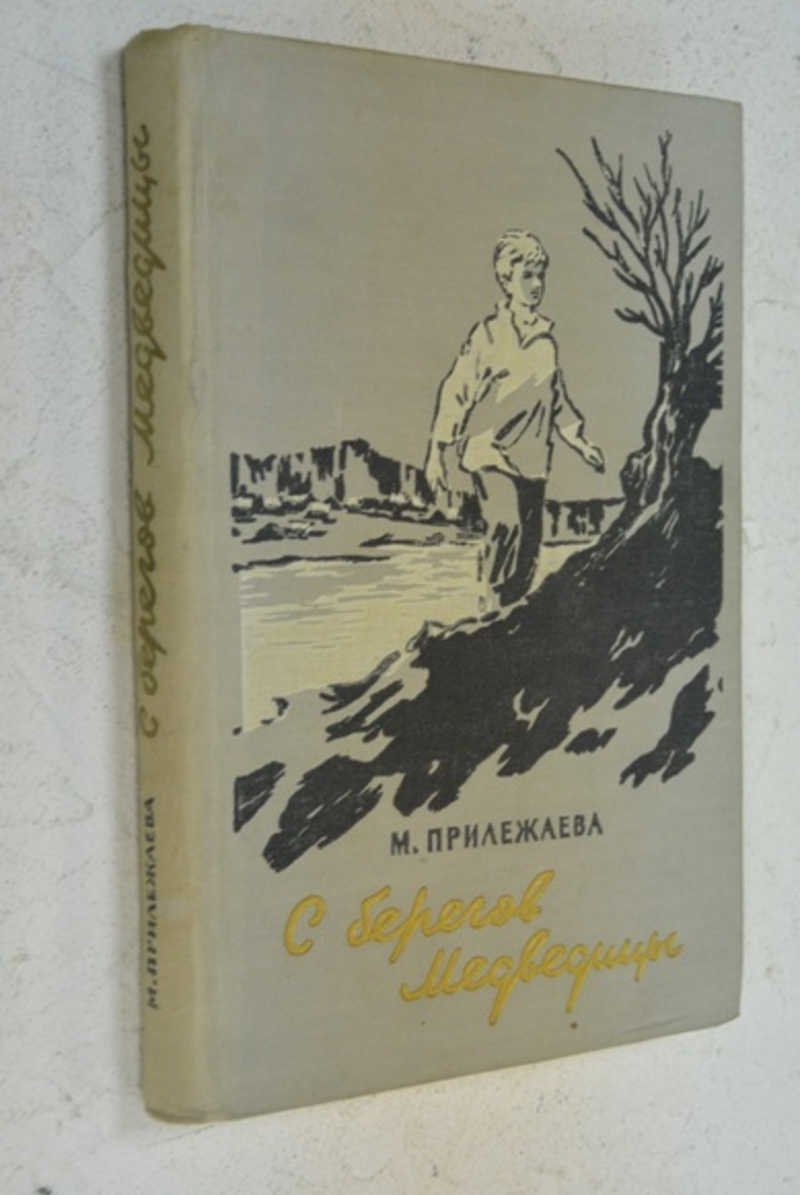 М. ПРИЛЕЖАЕВА
С берегов
Медведицы
М. ПРИЛЕЖАЕВА С берегов Медведицы